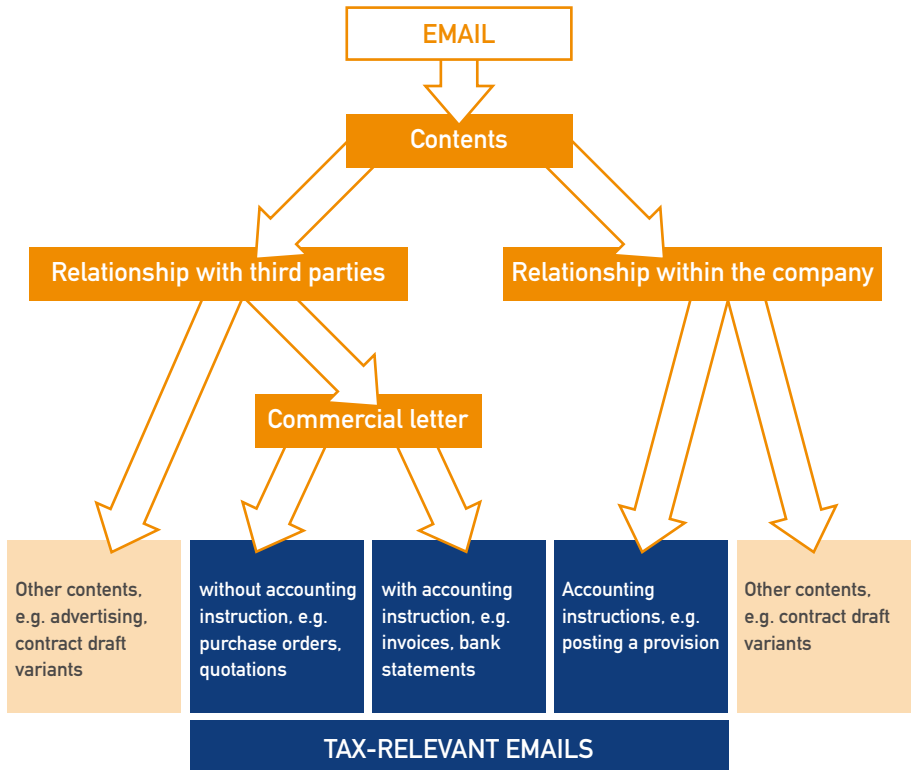 EMAIL
Contents
Relationship with third parties
Relationship within the company
Commercial letter
Other contents,
e.g. advertising,
contract draft
variants
without accounting
instruction, e.g.
purchase orders,
quotations
with accounting
instruction, e.g.
invoices, bank
statements
Accounting
instructions, e.g.
posting a provision
Other contents,
e.g. contract draft
variants
TAX-RELEVANT EMAILS